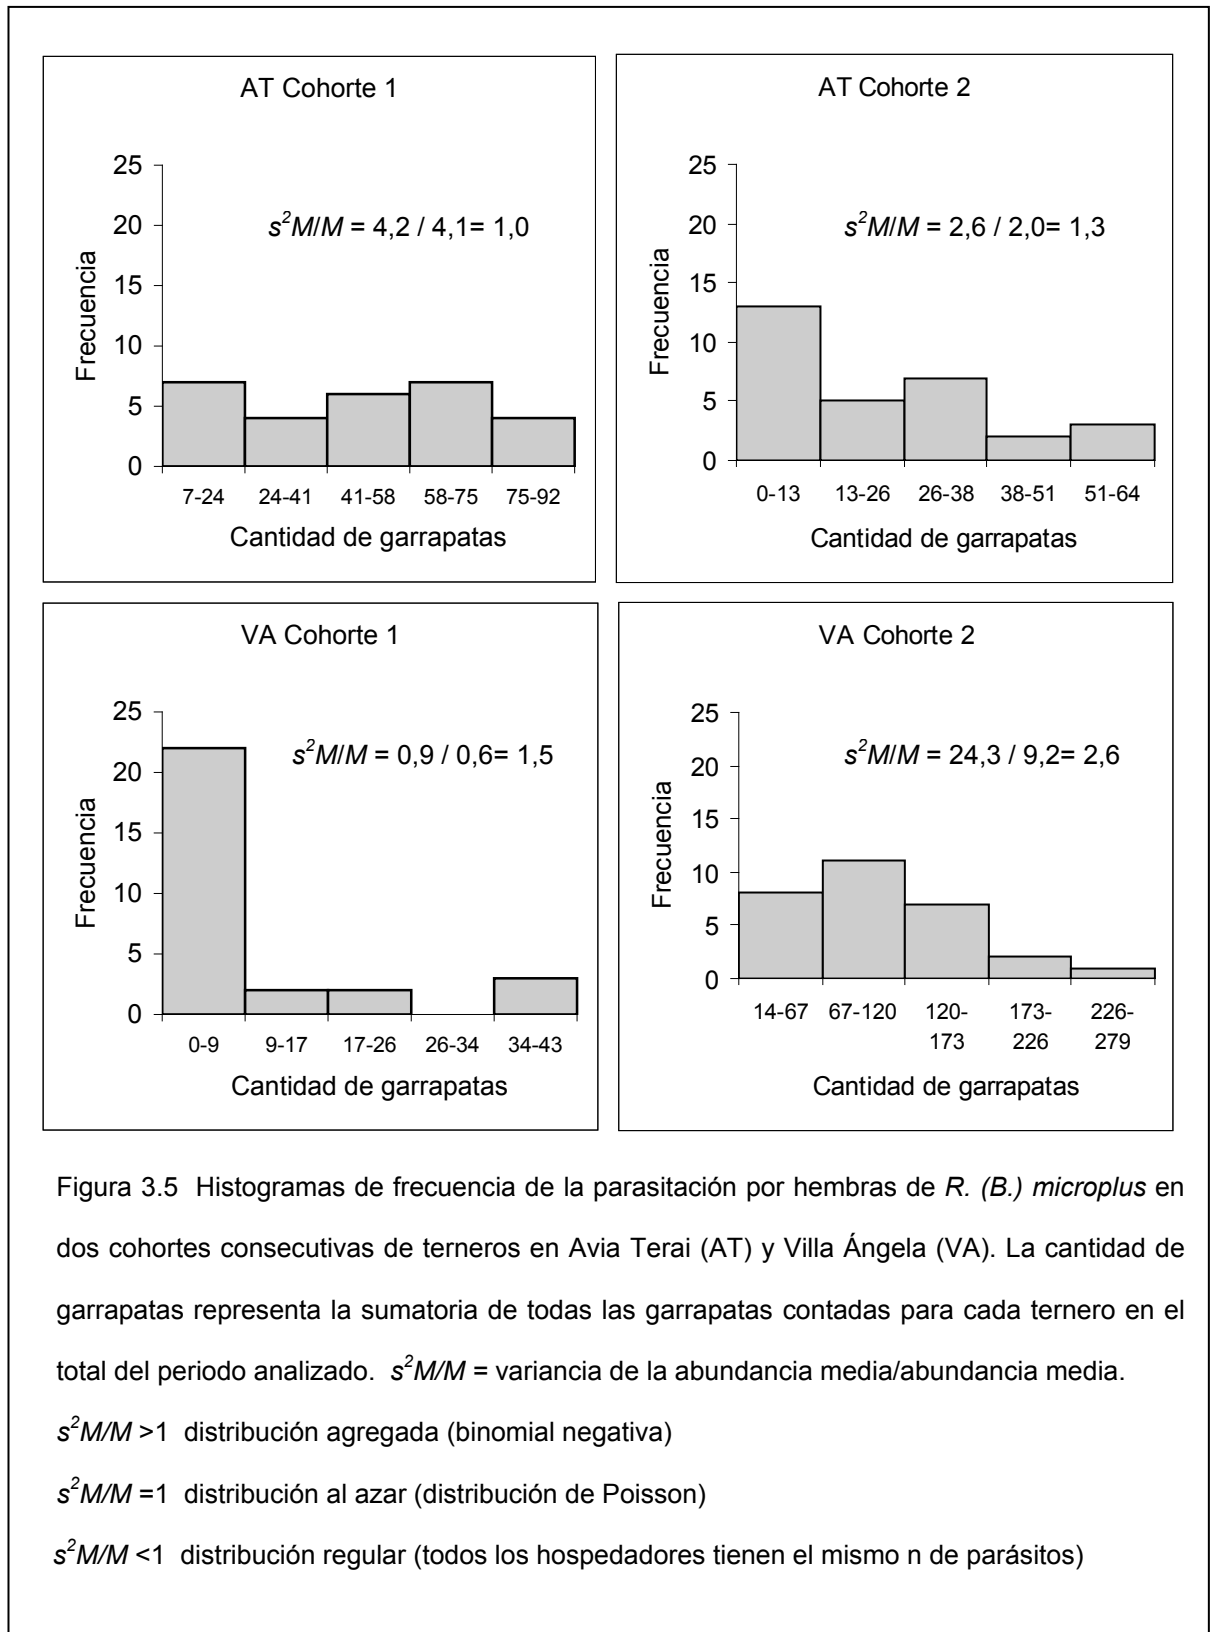 AT Cohorte 1
25
20
15
10
5
0
Frecuencia
s²M/M = 4,2 / 4,1= 1,0
7-24 24-41 41-58 58-75 75-92
Cantidad de garrapatas
AT Cohorte 2
25
20
15
10
5
0
Frecuencia
s²M/M = 2,6 / 2,0= 1,3
0-13 13-26 26-38 38-51 51-64
Cantidad de garrapatas
VA Cohorte 1
25
20
15
10
5
0
Frecuencia
s²M/M = 0,9 / 0,6= 1,5
0-9 9-17 17-26 26-34 34-43
Cantidad de garrapatas
VA Cohorte 2
25
20
15
10
5
0
Frecuencia
s²M/M = 24,3 / 9,2= 2,6
14-67 67-120 120- 173- 226-
173 226 279
Cantidad de garrapatas
Figura 3.5 Histogramas de frecuencia de la parasitación por hembras de R. (B.) microplus en
dos cohortes consecutivas de terneros en Avia Terai (AT) y Villa Ángela (VA). La cantidad de
garrapatas representa la sumatoria de todas las garrapatas contadas para cada ternero en el
total del periodo analizado. s²M/M = variancia de la abundancia media/abundancia media.
s²M/M >1 distribución agregada (binomial negativa)
s²M/M =1 distribución al azar (distribución de Poisson)
s²M/M <1 distribución regular (todos los hospedadores tienen el mismo n de parásitos)